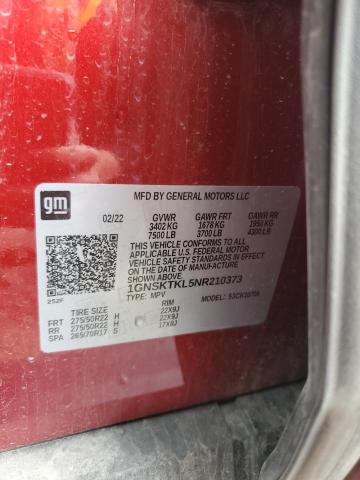 gm
MFD BY GENERAL MOTORS LLC
02/22 GVWR GAWR FRT GAWR RR
3402 KG 1678 KG 1950 KG
7500 LB 3700 LB 4300 LB
THIS VEHICLE CONFORMS TO ALL
APPLICABLE U.S. FEDERAL MOTOR
VEHICLE SAFETY STANDARDS IN
EFFECT ON THE DATE OF MANUFACTURE
SHOWN ABOVE.
1GNSKTKL5NR210373
252F TYPE: MPV
TIRE SIZE RIM
FRT 275/50R22 H 22X9J
RR 275/50R22 H 22X9J
SPA 265/70R17 S 17X8J